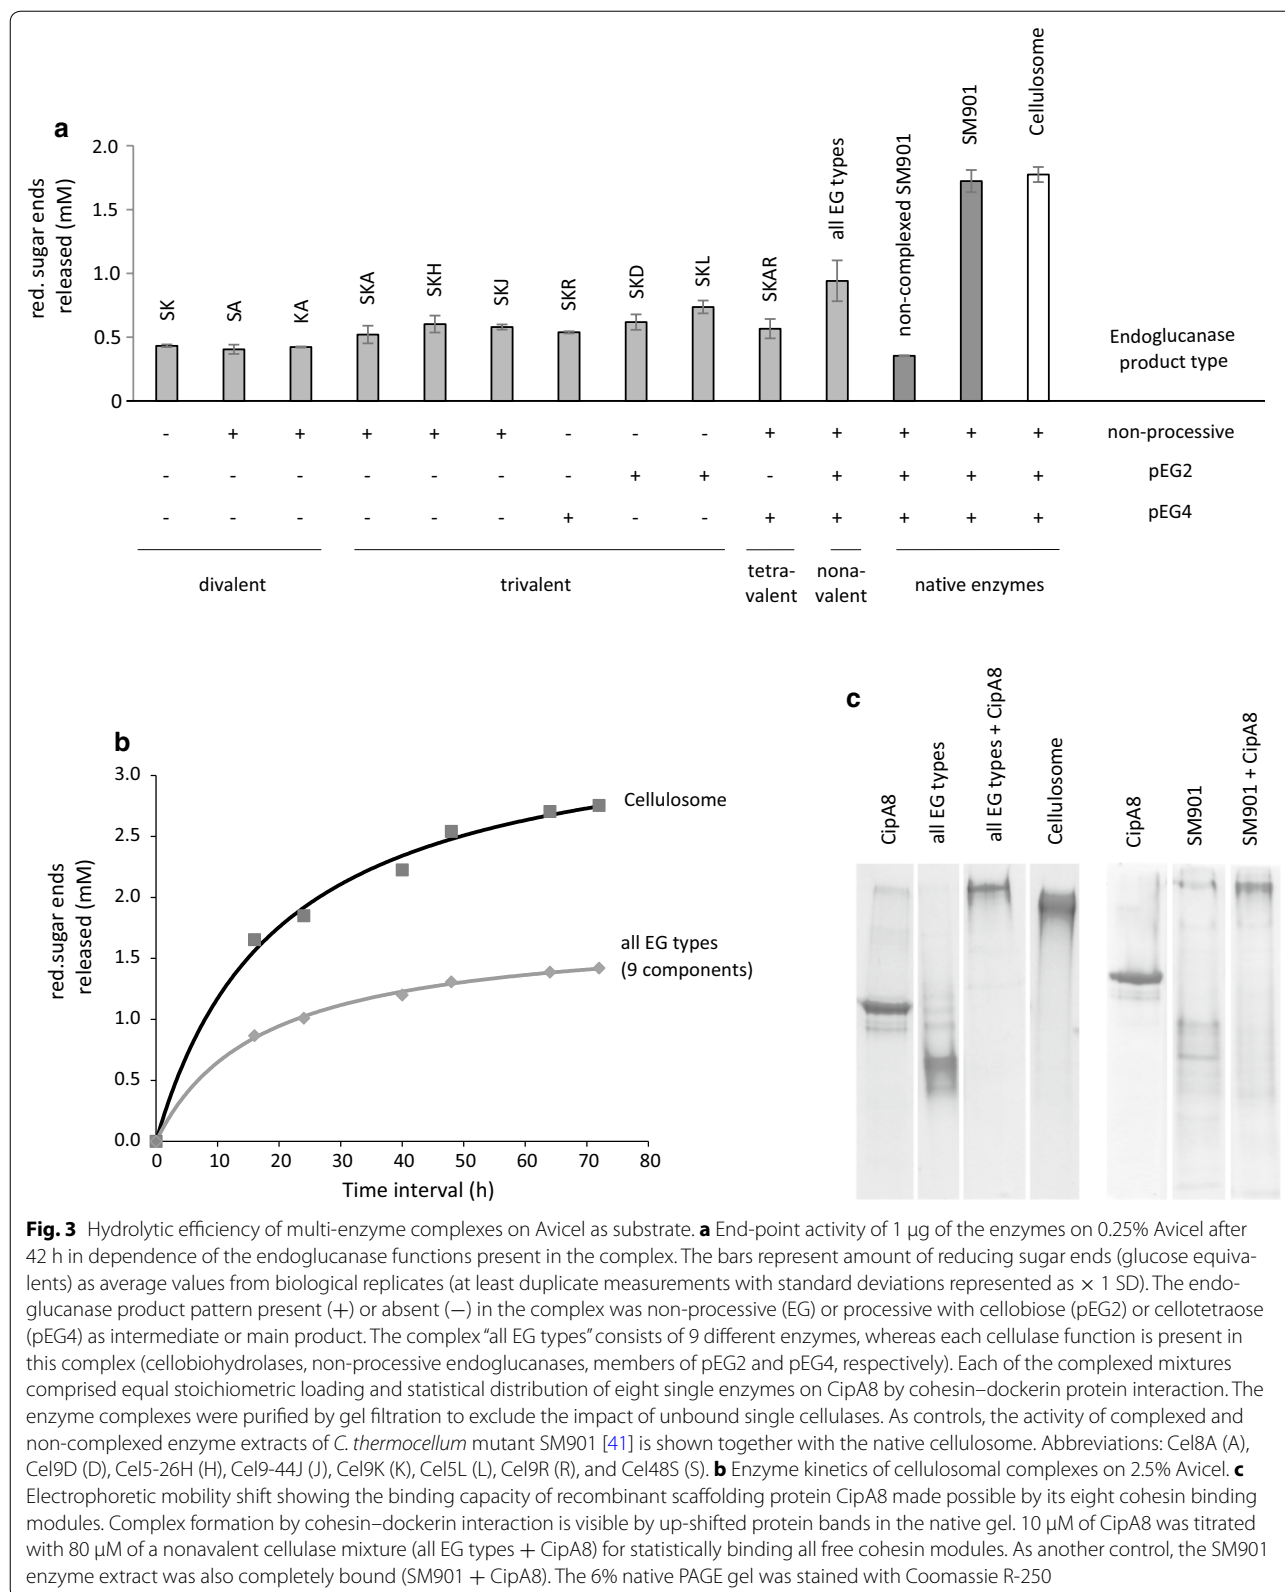 a
red. sugar ends
released (mM)
2.0
1.5
1.0
0.5
0
SK
SA
KA
SKA
SKH
SKJ
SKR
SKD
SKL
SKAR
all EG types
non-complexed SM901
SM901
Cellulosome
Endoglucanase
product type
- + + + + + - - - + + + + + non-processive
- - - - - - - + + - + + + + pEG2
- - - - - - + - - + + + + + pEG4
divalent
trivalent
tetra-
valent
nona-
valent
native enzymes
b
red.sugar ends
released (mM)
3.0
2.5
2.0
1.5
1.0
0.5
0.0
0 10 20 30 40 50 60 70 80
Time interval (h)
Cellulosome
all EG types
(9 components)
c
CipA8
all EG types
all EG types + CipA8
Cellulosome
CipA8
SM901
SM901 + CipA8
Fig. 3 Hydrolytic efficiency of multi-enzyme complexes on Avicel as substrate. a End-point activity of 1 µg of the enzymes on 0.25% Avicel after
42 h in dependence of the endoglucanase functions present in the complex. The bars represent amount of reducing sugar ends (glucose equiva-
lents) as average values from biological replicates (at least duplicate measurements with standard deviations represented as × 1 SD). The endo-
glucanase product pattern present (+) or absent (−) in the complex was non-processive (EG) or processive with cellobiose (pEG2) or cellotetraose
(pEG4) as intermediate or main product. The complex “all EG types” consists of 9 different enzymes, whereas each cellulase function is present in
this complex (cellobiohydrolases, non-processive endoglucanases, members of pEG2 and pEG4, respectively). Each of the complexed mixtures
comprised equal stoichiometric loading and statistical distribution of eight single enzymes on CipA8 by cohesin–dockerin protein interaction. The
enzyme complexes were purified by gel filtration to exclude the impact of unbound single cellulases. As controls, the activity of complexed and
non-complexed enzyme extracts of C. thermocellum mutant SM901 [41] is shown together with the native cellulosome. Abbreviations: Cel8A (A),
Cel9D (D), Cel5-26H (H), Cel9-44J (J), Cel9K (K), Cel5L (L), Cel9R (R), and Cel48S (S). b Enzyme kinetics of cellulosomal complexes on 2.5% Avicel. c
Electrophoretic mobility shift showing the binding capacity of recombinant scaffolding protein CipA8 made possible by its eight cohesin binding
modules. Complex formation by cohesin–dockerin interaction is visible by up-shifted protein bands in the native gel. 10 µM of CipA8 was titrated
with 80 µM of a nonavalent cellulase mixture (all EG types + CipA8) for statistically binding all free cohesin modules. As another control, the SM901
enzyme extract was also completely bound (SM901 + CipA8). The 6% native PAGE gel was stained with Coomassie R-250